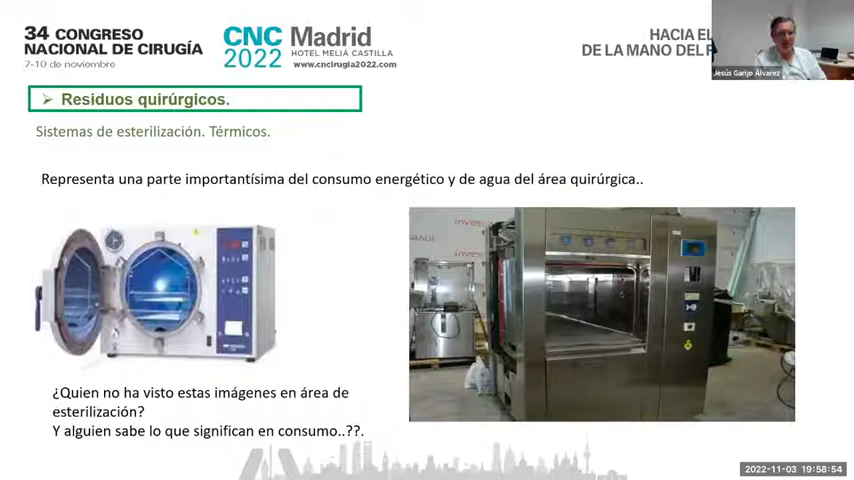 34 CONGRESO
NACIONAL DE CIRUGÍA
7-10 de noviembre
CNC Madrid
2022 HOTEL MELIÁ CASTILLA
www.cncirugia2022.com
HACIA EL
DE LA MANO DEL
Jesús Garijo Álvarez
➢ Residuos quirúrgicos.
Sistemas de esterilización. Térmicos.
Representa una parte importantísima del consumo energético y de agua del área quirúrgica..
¿Quien no ha visto estas imágenes en área de
esterilización?
Y alguien sabe lo que significan en consumo..??.
2022-11-03 19:58:54